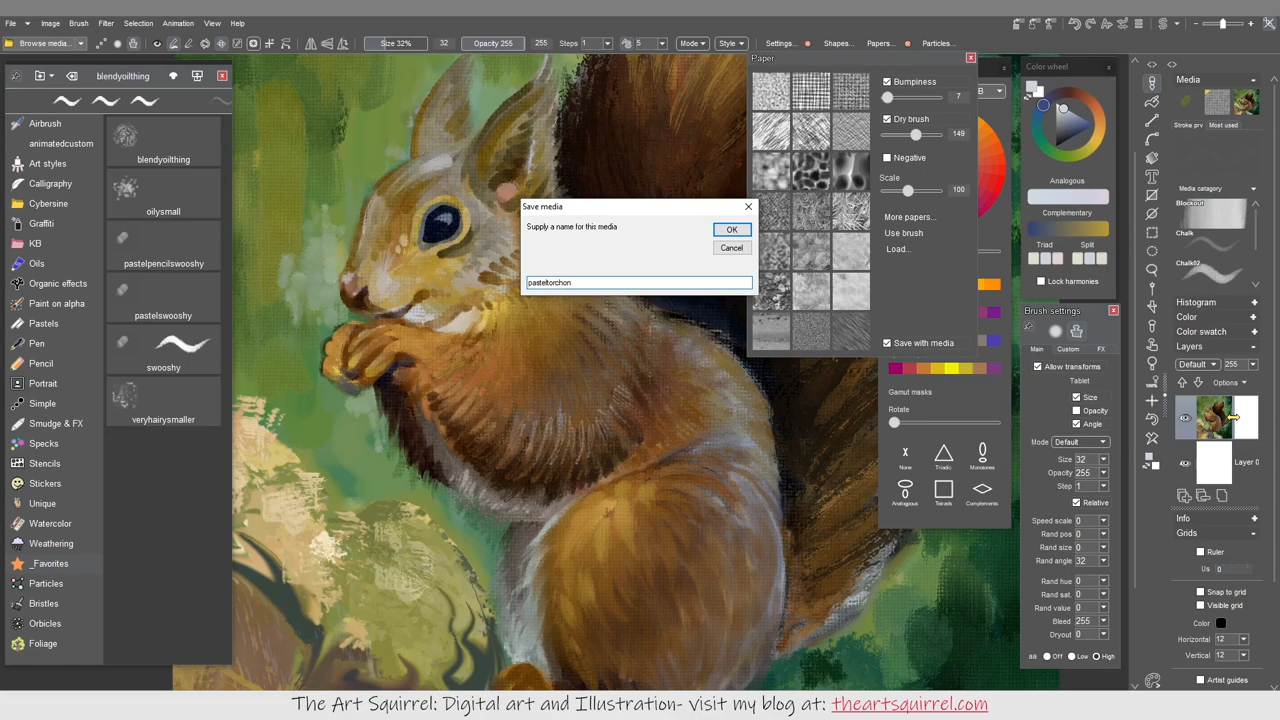 File Image Brush Filter Selection Animation View Help
Browse media... Size 32% 32 Opacity 255 255 Steps 1 5 Mode Style Settings... Shapes... Papers... Particles...
blendyoilthing
Airbrush
animatedcustom
Art styles
Calligraphy
Cybersine
Graffiti
KB
Oils
Organic effects
Paint on alpha
Pastels
Pen
Pencil
Portrait
Simple
Smudge & FX
Specks
Stencils
Stickers
Unique
Watercolor
Weathering
_Favorites
Particles
Bristles
Orbicles
Foliage
blendyoilthing
oilysmall
pastelpencilswooshy
pastelswooshy
swooshy
veryhairysmaller
Save media
Supply a name for this media
OK
Cancel
pasteltorchon
Paper
Bumpiness
7
Dry brush
149
Negative
Scale
100
More papers...
Use brush
Load...
Save with media
B
Gamut masks
Rotate
None Triadic Monotones
Analogous Tetrads Complements
Color wheel
Analogous
Complementary
Triad Split
Lock harmonies
Brush settings
Main Custom FX
Allow transforms
Tablet
Size
Opacity
Angle
Mode Default
Size 32
Opacity 255
Step 1
Relative
Speed scale 0
Rand pos 0
Rand size 0
Rand angle 32
Rand hue 0
Rand sat. 0
Rand value 0
Bleed 255
Dryout 0
aa Off Low High
Media
Stroke prv Most used
Media catagory
Blockout
Chalk
Chalk02
Histogram
Color
Color swatch
Layers
Default 255
Options
Layer 0
Info
Grids
Ruler
Us 0
Snap to grid
Visible grid
Color
Horizontal 12
Vertical 12
Artist guides
The Art Squirrel: Digital art and Illustration- visit my blog at: theartsquirrel.com